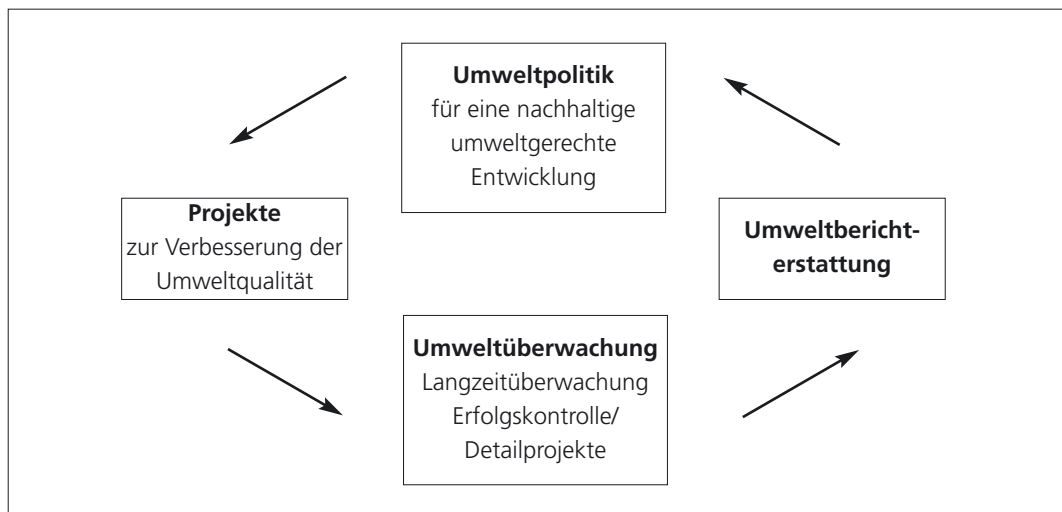 Umweltpolitik
für eine nachhaltige
umweltgerechte
Entwicklung
Projekte
zur Verbesserung der
Umweltqualität
Umweltbericht-
erstattung
Umweltüberwachung
Langzeitüberwachung
Erfolgskontrolle/
Detailprojekte